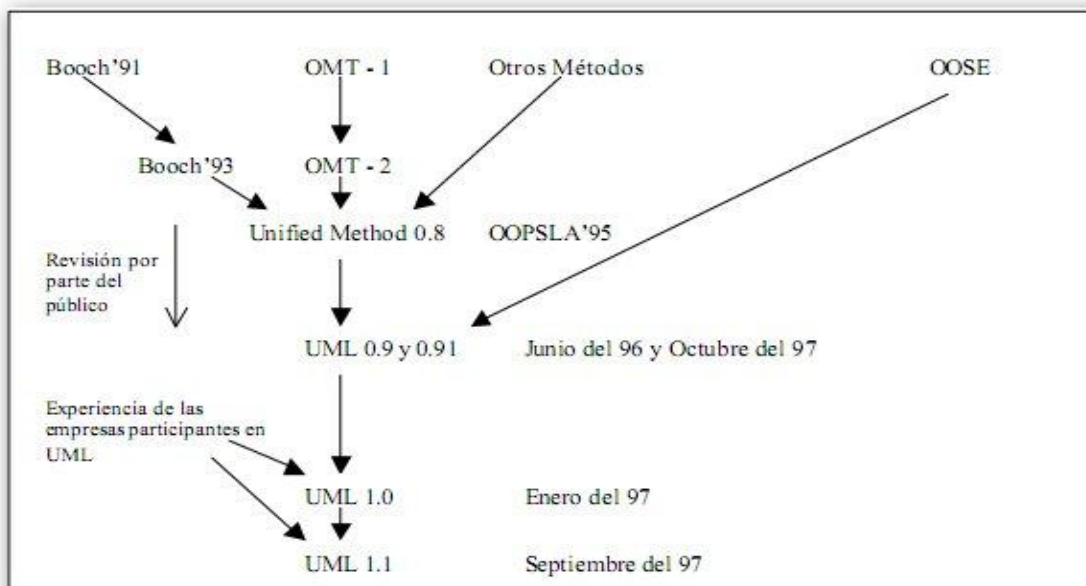 Booch'91 OMT - 1 Otros Métodos OOSE
Booch'93 OMT - 2
Unified Method 0.8 OOPSLA'95
Revisión por
parte del
público
UML 0.9 y 0.91 Junio del 96 y Octubre del 97
Experiencia de las
empresas participantes en
UML
UML 1.0 Enero del 97
UML 1.1 Septiembre del 97